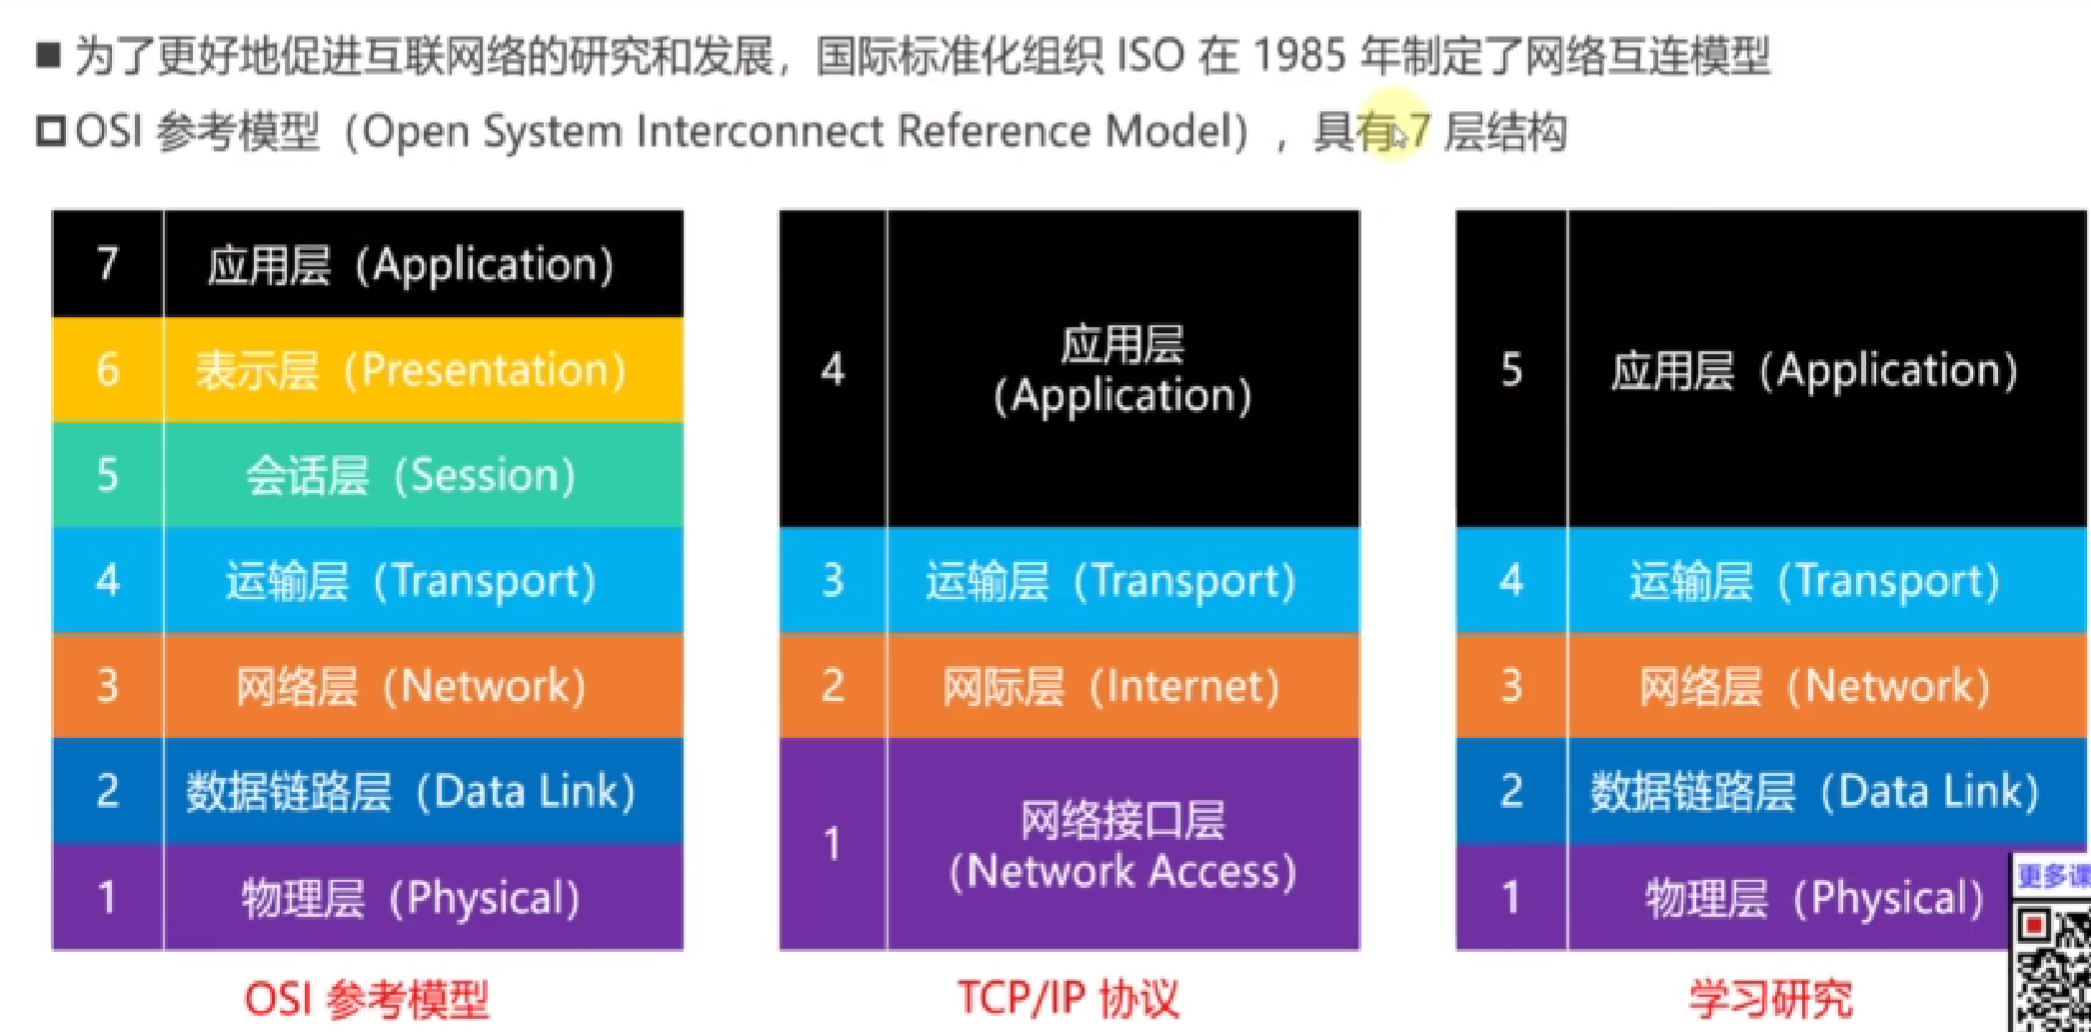 为了更好地促进互联网络的研究和发展，国际标准化组织 ISO 在 1985 年制定了网络互连模型
OSI 参考模型（Open System Interconnect Reference Model），具有 7 层结构
7 应用层（Application）
6 表示层（Presentation）
5 会话层（Session）
4 运输层（Transport）
3 网络层（Network）
2 数据链路层（Data Link）
1 物理层（Physical）
OSI 参考模型
4 应用层
（Application）
3 运输层（Transport）
2 网际层（Internet）
1 网络接口层
（Network Access）
TCP/IP 协议
5 应用层（Application）
4 运输层（Transport）
3 网络层（Network）
2 数据链路层（Data Link）
1 物理层（Physical）
学习研究
更多课